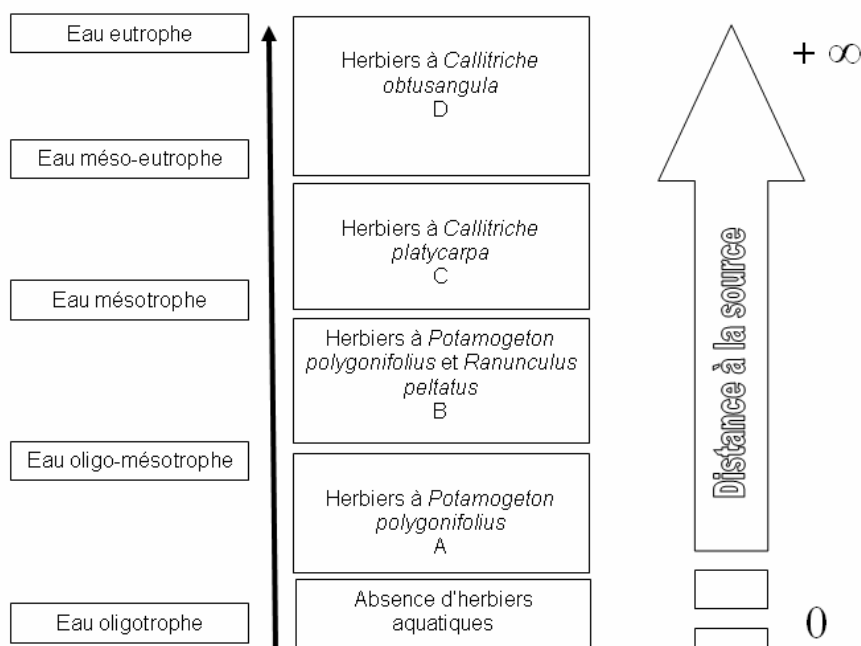 Eau eutrophe
Eau méso-eutrophe
Eau mésotrophe
Eau oligo-mésotrophe
Eau oligotrophe
Herbiers à Callitriche
obtusangula
D
Herbiers à Callitriche
platycarpa
C
Herbiers à Potamogeton
polygonifolius et Ranunculus
peltatus
B
Herbiers à Potamogeton
polygonifolius
A
Absence d'herbiers
aquatiques
Distance à la source
+ ∞
0